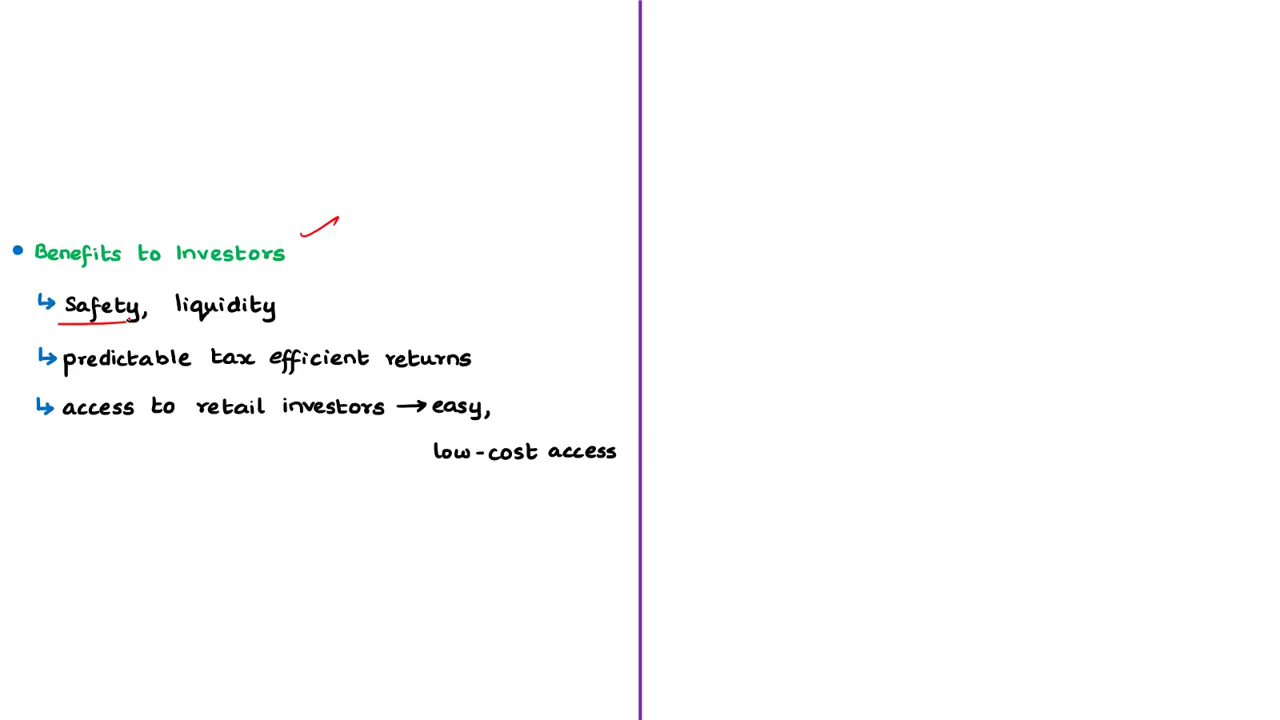 • Benefits to Investors
↳ Safety, liquidity
↳ predictable tax efficient returns
↳ access to retail investors → easy,
low-cost access